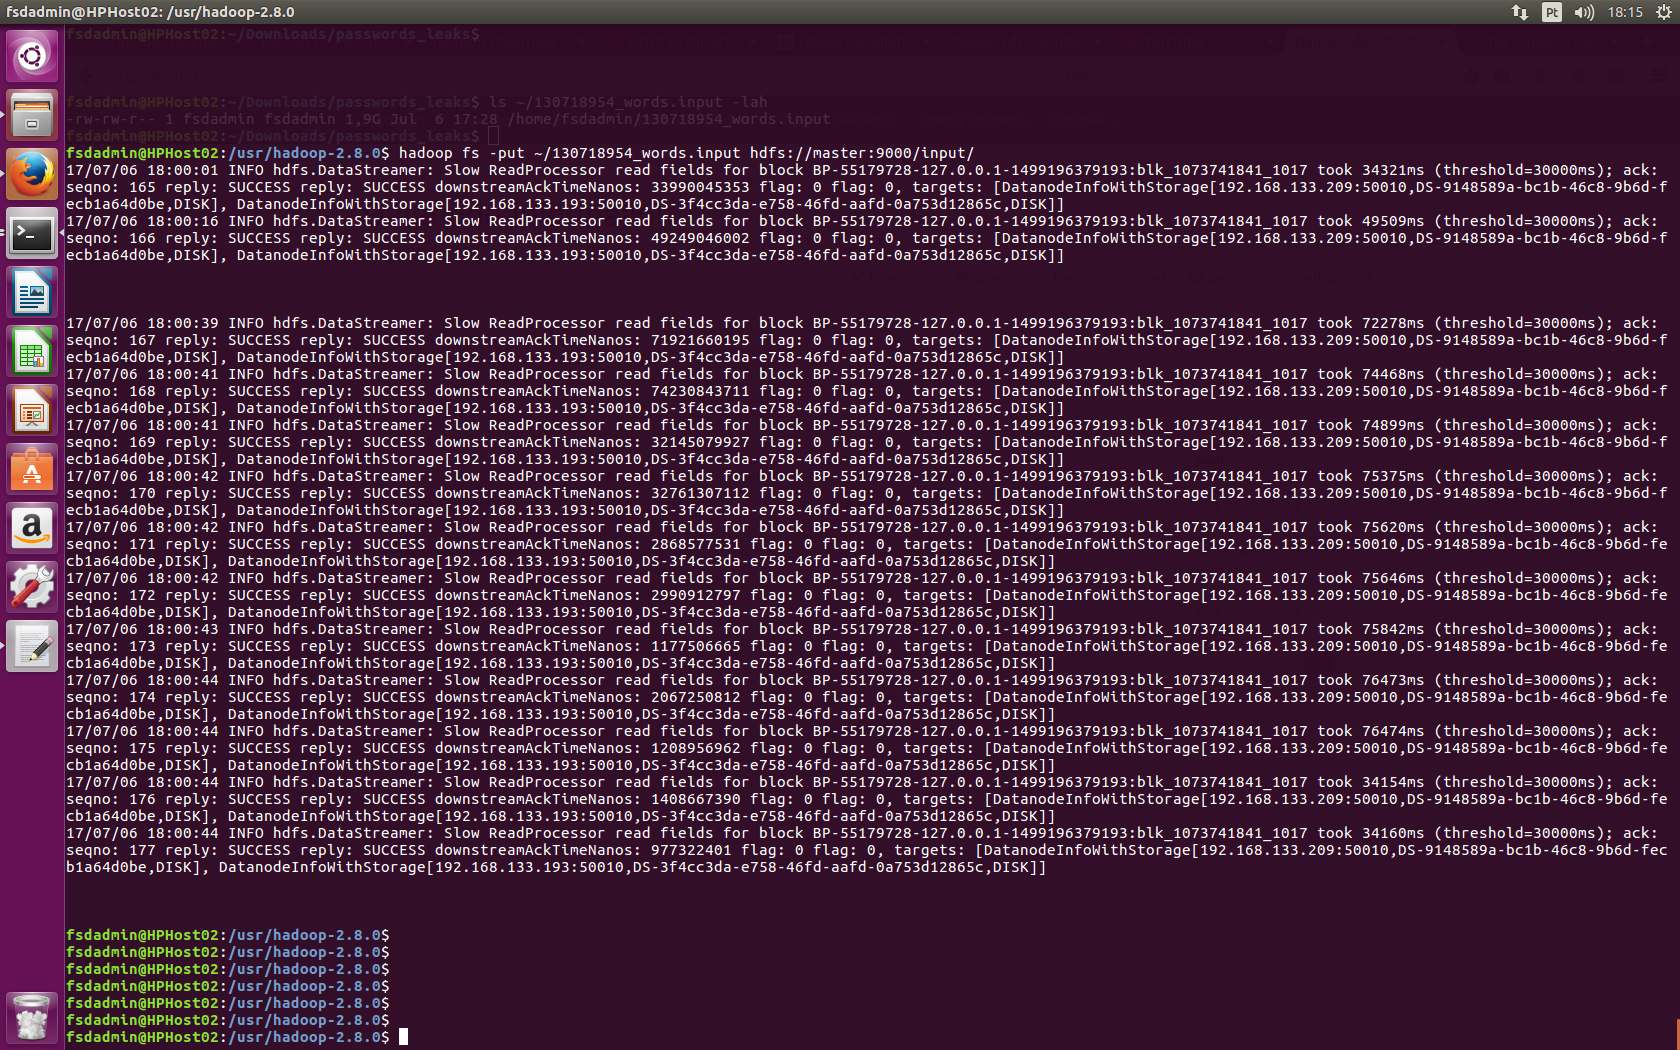 fsdadmin@HPHost02: /usr/hadoop-2.8.0
Pt
18:15
fsdadmin@HPHost02:~/Downloads/passwords_leaks$
fsdadmin@HPHost02:~/Downloads/passwords_leaks$ ls ~/130718954_words.input -lah
-rw-rw-r-- 1 fsdadmin fsdadmin 1,9G Jul  6 17:28 /home/fsdadmin/130718954_words.input
fsdadmin@HPHost02:~/Downloads/passwords_leaks$
fsdadmin@HPHost02:/usr/hadoop-2.8.0$ hadoop fs -put ~/130718954_words.input hdfs://master:9000/input/
17/07/06 18:00:01 INFO hdfs.DataStreamer: Slow ReadProcessor read fields for block BP-55179728-127.0.0.1-1499196379193:blk_1073741841_1017 took 34321ms (threshold=30000ms); ack:
seqno: 165 reply: SUCCESS reply: SUCCESS downstreamAckTimeNanos: 33990045353 flag: 0 flag: 0, targets: [DatanodeInfoWithStorage[192.168.133.209:50010,DS-9148589a-bc1b-46c8-9b6d-f
ecb1a64d0be,DISK], DatanodeInfoWithStorage[192.168.133.193:50010,DS-3f4cc3da-e758-46fd-aafd-0a753d12865c,DISK]]
17/07/06 18:00:16 INFO hdfs.DataStreamer: Slow ReadProcessor read fields for block BP-55179728-127.0.0.1-1499196379193:blk_1073741841_1017 took 49509ms (threshold=30000ms); ack:
seqno: 166 reply: SUCCESS reply: SUCCESS downstreamAckTimeNanos: 49249046002 flag: 0 flag: 0, targets: [DatanodeInfoWithStorage[192.168.133.209:50010,DS-9148589a-bc1b-46c8-9b6d-f
ecb1a64d0be,DISK], DatanodeInfoWithStorage[192.168.133.193:50010,DS-3f4cc3da-e758-46fd-aafd-0a753d12865c,DISK]]
17/07/06 18:00:39 INFO hdfs.DataStreamer: Slow ReadProcessor read fields for block BP-55179728-127.0.0.1-1499196379193:blk_1073741841_1017 took 72278ms (threshold=30000ms); ack:
seqno: 167 reply: SUCCESS reply: SUCCESS downstreamAckTimeNanos: 71921660195 flag: 0 flag: 0, targets: [DatanodeInfoWithStorage[192.168.133.209:50010,DS-9148589a-bc1b-46c8-9b6d-f
ecb1a64d0be,DISK], DatanodeInfoWithStorage[192.168.133.193:50010,DS-3f4cc3da-e758-46fd-aafd-0a753d12865c,DISK]]
17/07/06 18:00:41 INFO hdfs.DataStreamer: Slow ReadProcessor read fields for block BP-55179728-127.0.0.1-1499196379193:blk_1073741841_1017 took 74468ms (threshold=30000ms); ack:
seqno: 168 reply: SUCCESS reply: SUCCESS downstreamAckTimeNanos: 74230843711 flag: 0 flag: 0, targets: [DatanodeInfoWithStorage[192.168.133.209:50010,DS-9148589a-bc1b-46c8-9b6d-f
ecb1a64d0be,DISK], DatanodeInfoWithStorage[192.168.133.193:50010,DS-3f4cc3da-e758-46fd-aafd-0a753d12865c,DISK]]
17/07/06 18:00:41 INFO hdfs.DataStreamer: Slow ReadProcessor read fields for block BP-55179728-127.0.0.1-1499196379193:blk_1073741841_1017 took 74899ms (threshold=30000ms); ack:
seqno: 169 reply: SUCCESS reply: SUCCESS downstreamAckTimeNanos: 32145079927 flag: 0 flag: 0, targets: [DatanodeInfoWithStorage[192.168.133.209:50010,DS-9148589a-bc1b-46c8-9b6d-f
ecb1a64d0be,DISK], DatanodeInfoWithStorage[192.168.133.193:50010,DS-3f4cc3da-e758-46fd-aafd-0a753d12865c,DISK]]
17/07/06 18:00:42 INFO hdfs.DataStreamer: Slow ReadProcessor read fields for block BP-55179728-127.0.0.1-1499196379193:blk_1073741841_1017 took 75375ms (threshold=30000ms); ack:
seqno: 170 reply: SUCCESS reply: SUCCESS downstreamAckTimeNanos: 32761307112 flag: 0 flag: 0, targets: [DatanodeInfoWithStorage[192.168.133.209:50010,DS-9148589a-bc1b-46c8-9b6d-f
ecb1a64d0be,DISK], DatanodeInfoWithStorage[192.168.133.193:50010,DS-3f4cc3da-e758-46fd-aafd-0a753d12865c,DISK]]
17/07/06 18:00:42 INFO hdfs.DataStreamer: Slow ReadProcessor read fields for block BP-55179728-127.0.0.1-1499196379193:blk_1073741841_1017 took 75620ms (threshold=30000ms); ack:
seqno: 171 reply: SUCCESS reply: SUCCESS downstreamAckTimeNanos: 2868577531 flag: 0 flag: 0, targets: [DatanodeInfoWithStorage[192.168.133.209:50010,DS-9148589a-bc1b-46c8-9b6d-fe
cb1a64d0be,DISK], DatanodeInfoWithStorage[192.168.133.193:50010,DS-3f4cc3da-e758-46fd-aafd-0a753d12865c,DISK]]
17/07/06 18:00:42 INFO hdfs.DataStreamer: Slow ReadProcessor read fields for block BP-55179728-127.0.0.1-1499196379193:blk_1073741841_1017 took 75646ms (threshold=30000ms); ack:
seqno: 172 reply: SUCCESS reply: SUCCESS downstreamAckTimeNanos: 2990912797 flag: 0 flag: 0, targets: [DatanodeInfoWithStorage[192.168.133.209:50010,DS-9148589a-bc1b-46c8-9b6d-fe
cb1a64d0be,DISK], DatanodeInfoWithStorage[192.168.133.193:50010,DS-3f4cc3da-e758-46fd-aafd-0a753d12865c,DISK]]
17/07/06 18:00:43 INFO hdfs.DataStreamer: Slow ReadProcessor read fields for block BP-55179728-127.0.0.1-1499196379193:blk_1073741841_1017 took 75842ms (threshold=30000ms); ack:
seqno: 173 reply: SUCCESS reply: SUCCESS downstreamAckTimeNanos: 1177506665 flag: 0 flag: 0, targets: [DatanodeInfoWithStorage[192.168.133.209:50010,DS-9148589a-bc1b-46c8-9b6d-fe
cb1a64d0be,DISK], DatanodeInfoWithStorage[192.168.133.193:50010,DS-3f4cc3da-e758-46fd-aafd-0a753d12865c,DISK]]
17/07/06 18:00:44 INFO hdfs.DataStreamer: Slow ReadProcessor read fields for block BP-55179728-127.0.0.1-1499196379193:blk_1073741841_1017 took 76473ms (threshold=30000ms); ack:
seqno: 174 reply: SUCCESS reply: SUCCESS downstreamAckTimeNanos: 2067250812 flag: 0 flag: 0, targets: [DatanodeInfoWithStorage[192.168.133.209:50010,DS-9148589a-bc1b-46c8-9b6d-fe
cb1a64d0be,DISK], DatanodeInfoWithStorage[192.168.133.193:50010,DS-3f4cc3da-e758-46fd-aafd-0a753d12865c,DISK]]
17/07/06 18:00:44 INFO hdfs.DataStreamer: Slow ReadProcessor read fields for block BP-55179728-127.0.0.1-1499196379193:blk_1073741841_1017 took 76474ms (threshold=30000ms); ack:
seqno: 175 reply: SUCCESS reply: SUCCESS downstreamAckTimeNanos: 1208956962 flag: 0 flag: 0, targets: [DatanodeInfoWithStorage[192.168.133.209:50010,DS-9148589a-bc1b-46c8-9b6d-fe
cb1a64d0be,DISK], DatanodeInfoWithStorage[192.168.133.193:50010,DS-3f4cc3da-e758-46fd-aafd-0a753d12865c,DISK]]
17/07/06 18:00:44 INFO hdfs.DataStreamer: Slow ReadProcessor read fields for block BP-55179728-127.0.0.1-1499196379193:blk_1073741841_1017 took 34154ms (threshold=30000ms); ack:
seqno: 176 reply: SUCCESS reply: SUCCESS downstreamAckTimeNanos: 1408667390 flag: 0 flag: 0, targets: [DatanodeInfoWithStorage[192.168.133.209:50010,DS-9148589a-bc1b-46c8-9b6d-fe
cb1a64d0be,DISK], DatanodeInfoWithStorage[192.168.133.193:50010,DS-3f4cc3da-e758-46fd-aafd-0a753d12865c,DISK]]
17/07/06 18:00:44 INFO hdfs.DataStreamer: Slow ReadProcessor read fields for block BP-55179728-127.0.0.1-1499196379193:blk_1073741841_1017 took 34160ms (threshold=30000ms); ack:
seqno: 177 reply: SUCCESS reply: SUCCESS downstreamAckTimeNanos: 977322401 flag: 0 flag: 0, targets: [DatanodeInfoWithStorage[192.168.133.209:50010,DS-9148589a-bc1b-46c8-9b6d-fec
b1a64d0be,DISK], DatanodeInfoWithStorage[192.168.133.193:50010,DS-3f4cc3da-e758-46fd-aafd-0a753d12865c,DISK]]
fsdadmin@HPHost02:/usr/hadoop-2.8.0$
fsdadmin@HPHost02:/usr/hadoop-2.8.0$
fsdadmin@HPHost02:/usr/hadoop-2.8.0$
fsdadmin@HPHost02:/usr/hadoop-2.8.0$
fsdadmin@HPHost02:/usr/hadoop-2.8.0$
fsdadmin@HPHost02:/usr/hadoop-2.8.0$
fsdadmin@HPHost02:/usr/hadoop-2.8.0$